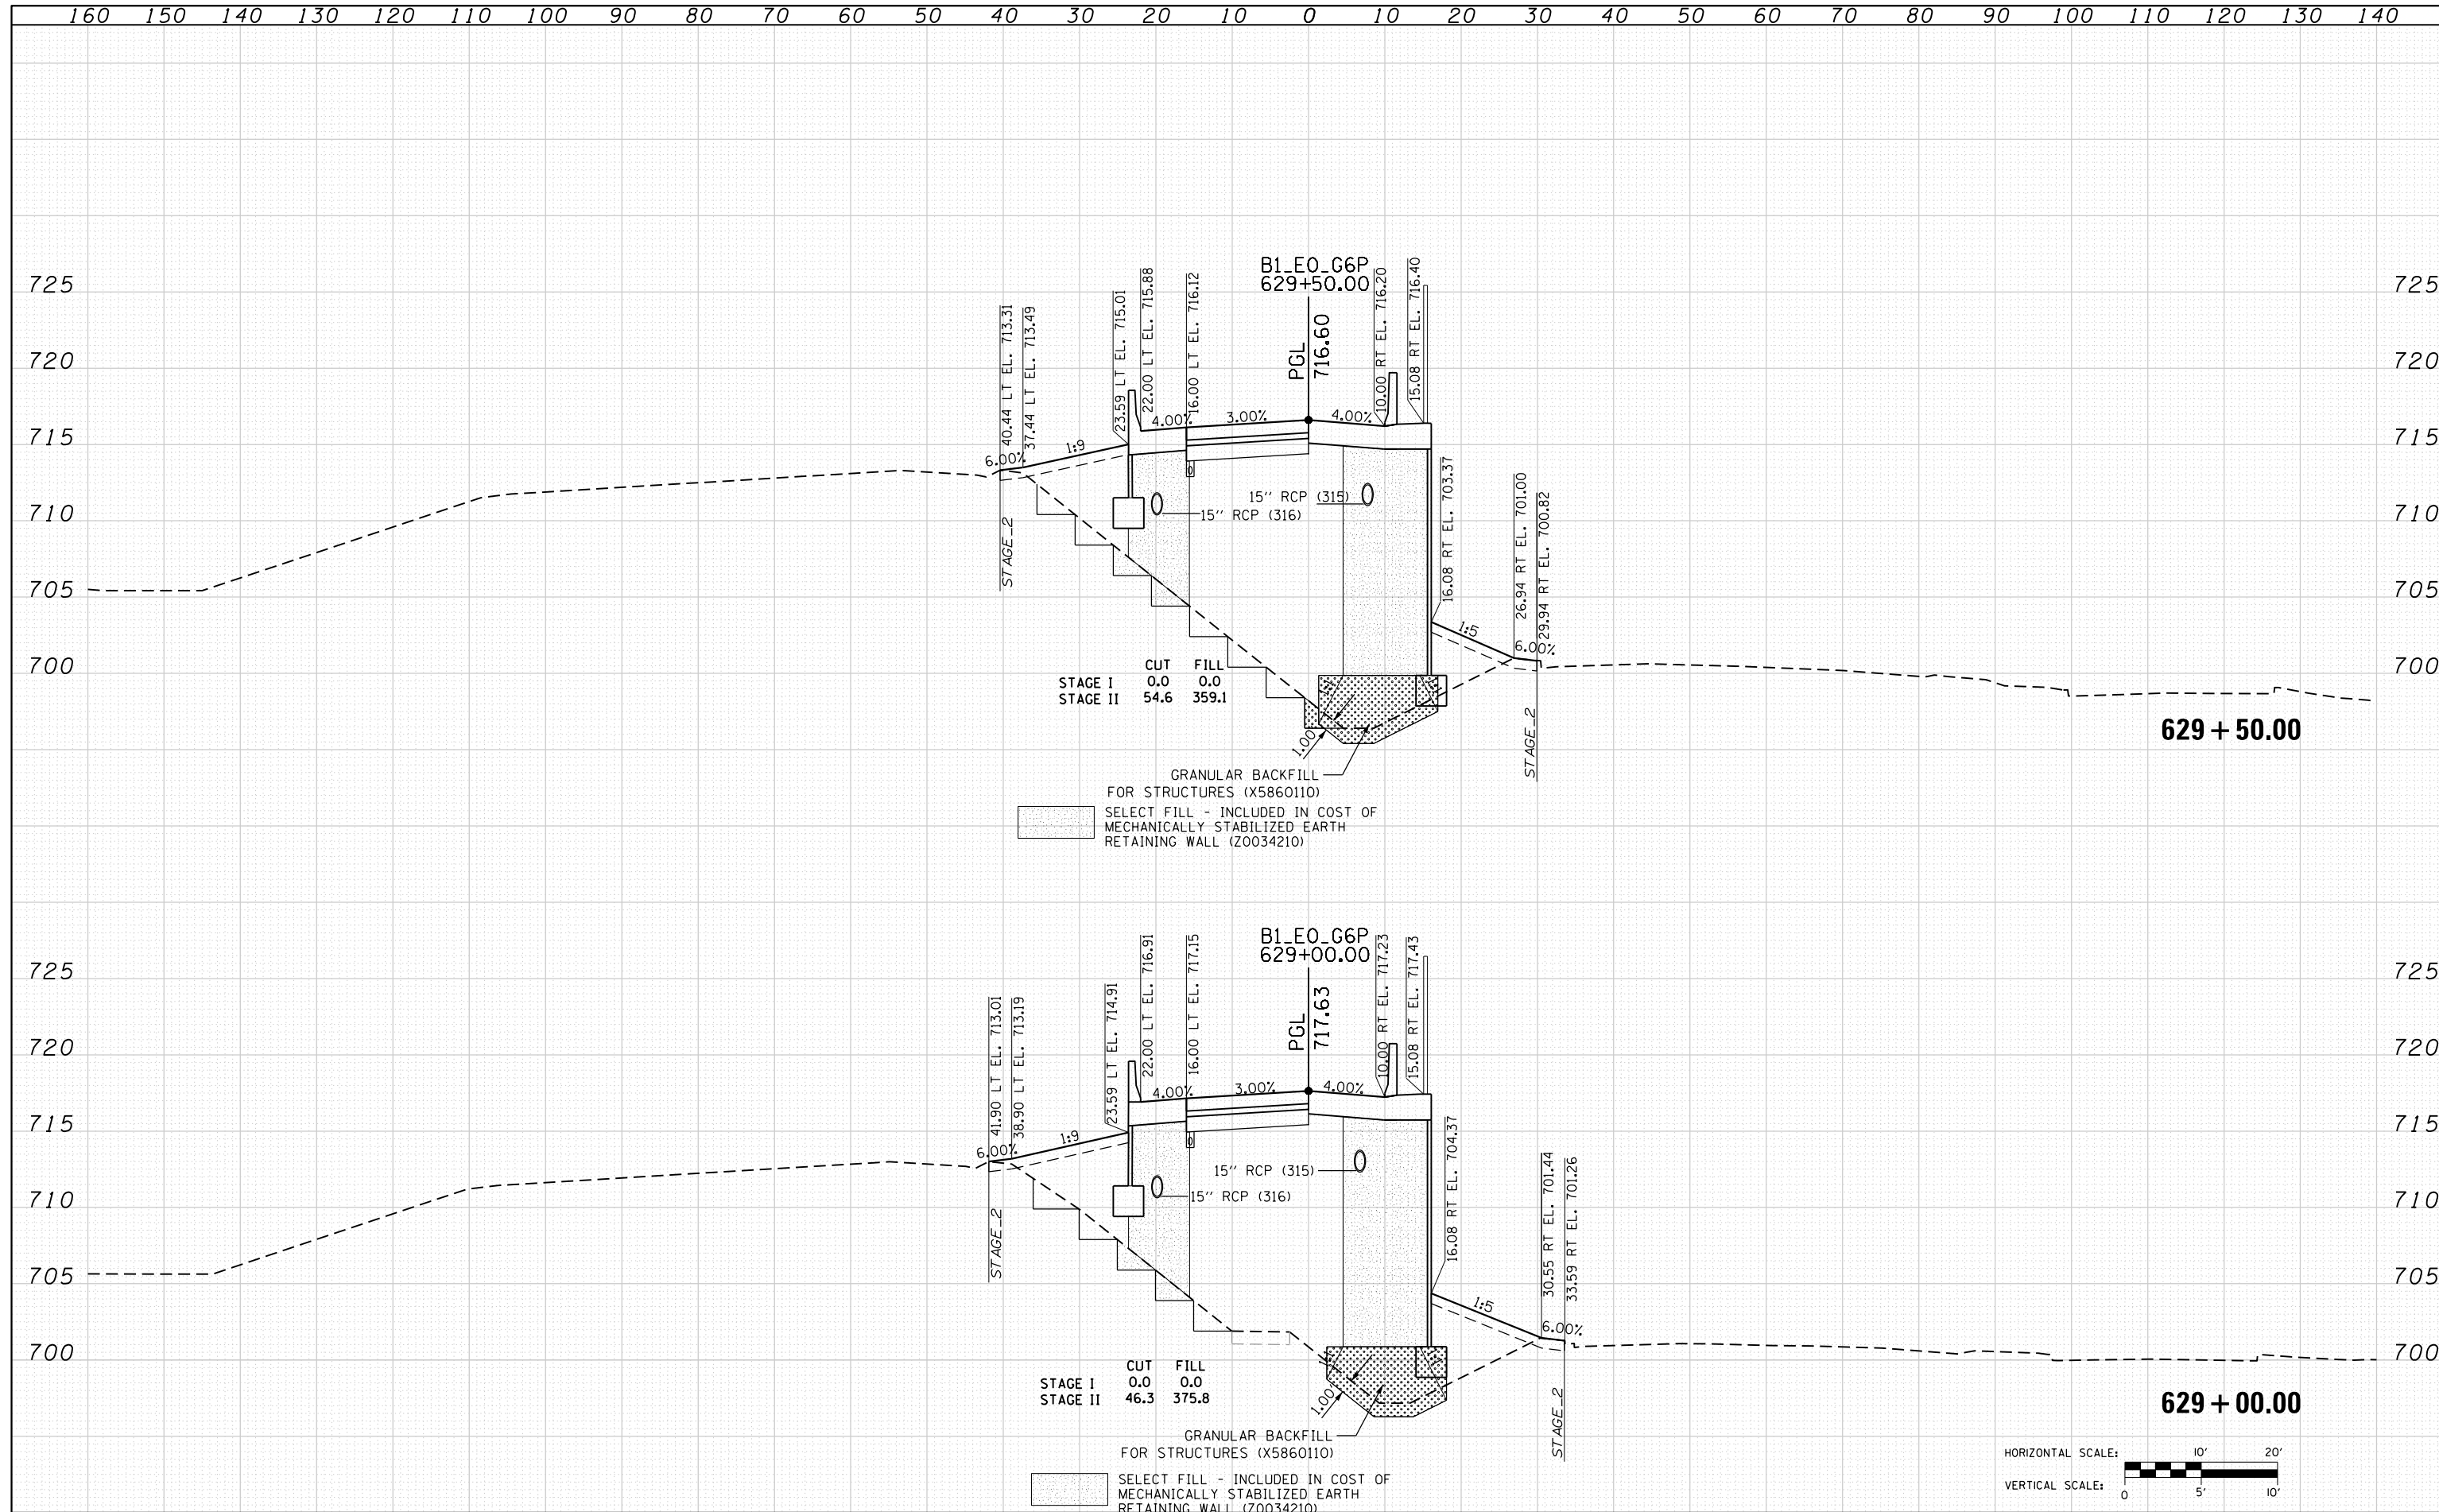 160 150 140 130 120 110 100 90 80 70 60 50 40 30 20 10 0 10 20 30 40 50 60 70 80 90 100 110 120 130 140
B1_EO_G6P
629+50.00
PGL
716.60
725 725
720 720
715 715
710 710
705 705
700 700
40.44 LT EL. 713.31
37.44 LT EL. 713.49
23.59 LT EL. 715.01
22.00 LT EL. 715.88
16.00 LT EL. 716.12
10.00 RT EL. 716.20
15.08 RT EL. 716.40
16.08 RT EL. 703.37
26.94 RT EL. 701.00
29.94 RT EL. 700.82
6.00%
1:9
4.00%
3.00%
4.00%
1:5
6.00%
15'' RCP (315)
15'' RCP (316)
STAGE_2
STAGE_2
CUT FILL
STAGE I 0.0 0.0
STAGE II 54.6 359.1
1.00
629+50.00
GRANULAR BACKFILL
FOR STRUCTURES (X5860110)
SELECT FILL - INCLUDED IN COST OF
MECHANICALLY STABILIZED EARTH
RETAINING WALL (Z0034210)
B1_EO_G6P
629+00.00
PGL
717.63
725 725
720 720
715 715
710 710
705 705
700 700
41.90 LT EL. 713.01
38.90 LT EL. 713.19
23.59 LT EL. 714.91
22.00 LT EL. 716.91
16.00 LT EL. 717.15
10.00 RT EL. 717.23
15.08 RT EL. 717.43
16.08 RT EL. 704.37
30.55 RT EL. 701.44
33.59 RT EL. 701.26
6.00%
1:9
4.00%
3.00%
4.00%
1:5
6.00%
15'' RCP (315)
15'' RCP (316)
STAGE_2
STAGE_2
CUT FILL
STAGE I 0.0 0.0
STAGE II 46.3 375.8
1.00
629+00.00
GRANULAR BACKFILL
FOR STRUCTURES (X5860110)
SELECT FILL - INCLUDED IN COST OF
MECHANICALLY STABILIZED EARTH
RETAINING WALL (Z0034210)
HORIZONTAL SCALE: 10' 20'
VERTICAL SCALE: 0 5' 10'